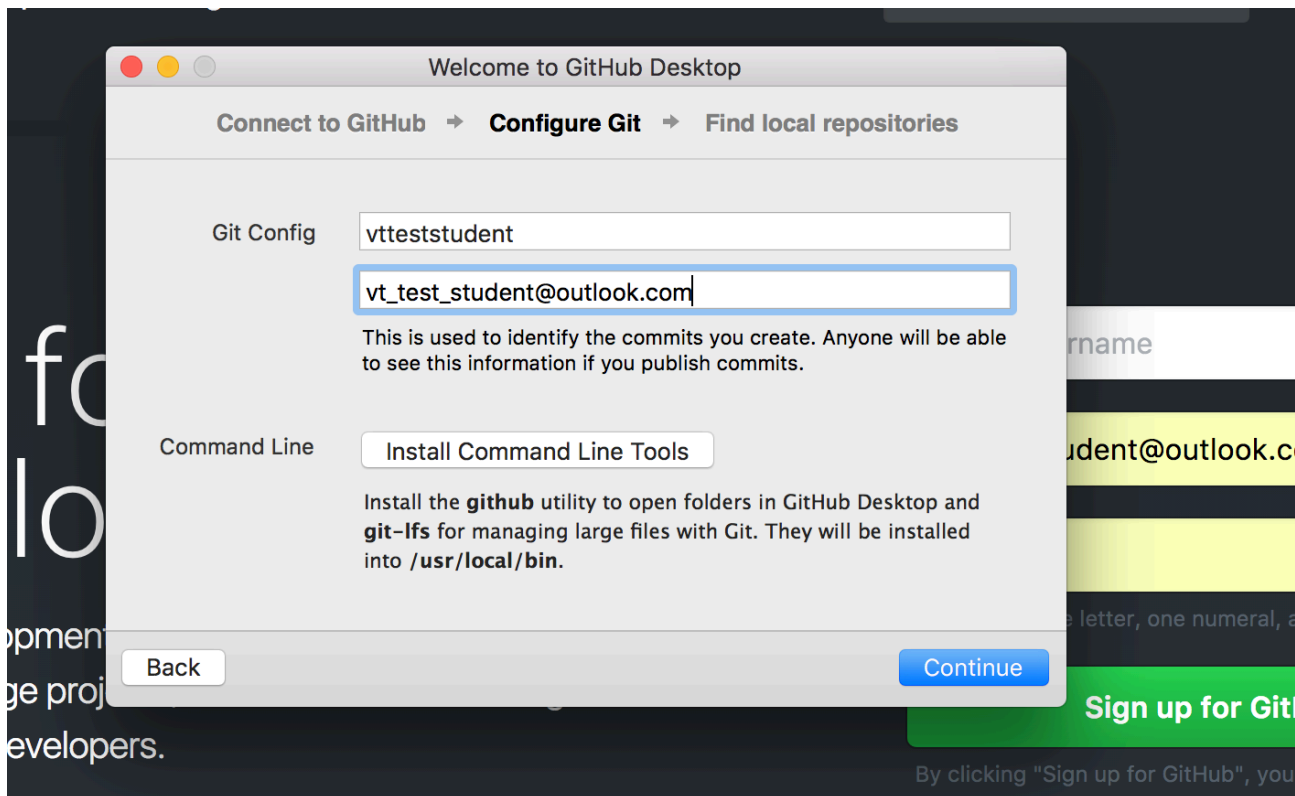 Welcome to GitHub Desktop
Connect to GitHub → Configure Git → Find local repositories
Git Config
vtteststudent
vt_test_student@outlook.com
This is used to identify the commits you create. Anyone will be able
to see this information if you publish commits.
Command Line
Install Command Line Tools
Install the github utility to open folders in GitHub Desktop and
git-lfs for managing large files with Git. They will be installed
into /usr/local/bin.
Back
Continue
fo
lo
opment
ge proj
evelopers.
rname
udent@outlook.co
letter, one numeral,
Sign up for Git
By clicking "Sign up for GitHub", you